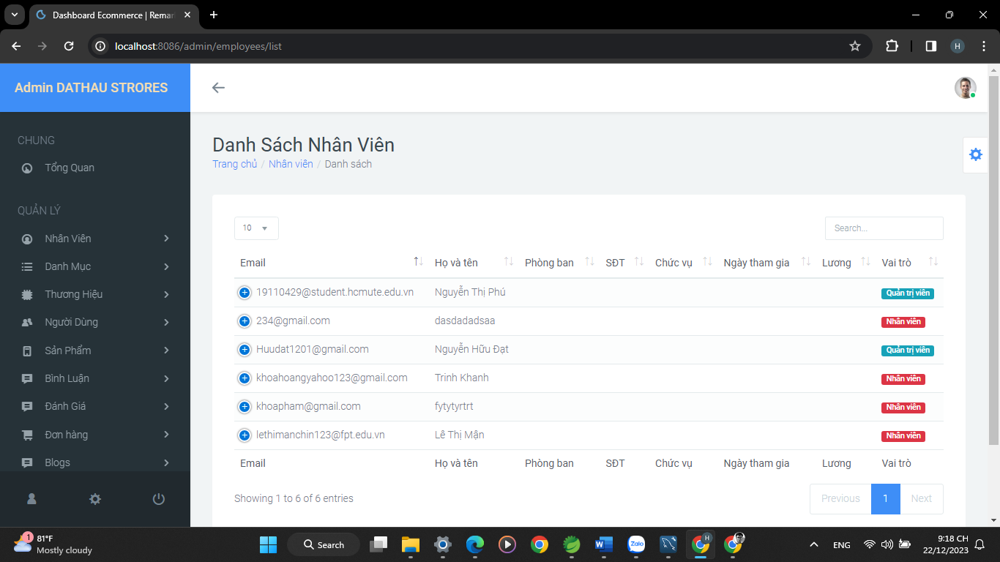 Dashboard Ecommerce | Remar
localhost:8086/admin/employees/list
H
Admin DATHAU STRORES
CHUNG
Tổng Quan
QUẢN LÝ
Nhân Viên
Danh Mục
Thương Hiệu
Người Dùng
Sản Phẩm
Bình Luận
Đánh Giá
Đơn hàng
Blogs
Danh Sách Nhân Viên
Trang chủ / Nhân viên / Danh sách
10
Search...
Email Họ và tên Phòng ban SĐT Chức vụ Ngày tham gia Lương Vai trò
19110429@student.hcmute.edu.vn Nguyễn Thị Phú Quản trị viên
234@gmail.com dasdadadsaa Nhân viên
Huudat1201@gmail.com Nguyễn Hữu Đạt Quản trị viên
khoahoangyahoo123@gmail.com Trinh Khanh Nhân viên
khoapham@gmail.com fytytyrtrt Nhân viên
lethimanchin123@fpt.edu.vn Lê Thị Mận Nhân viên
Email Họ và tên Phòng ban SĐT Chức vụ Ngày tham gia Lương Vai trò
Showing 1 to 6 of 6 entries
Previous 1 Next
1
81°F
Mostly cloudy
Search
W
Zalo
H
ENG
9:18 CH
22/12/2023